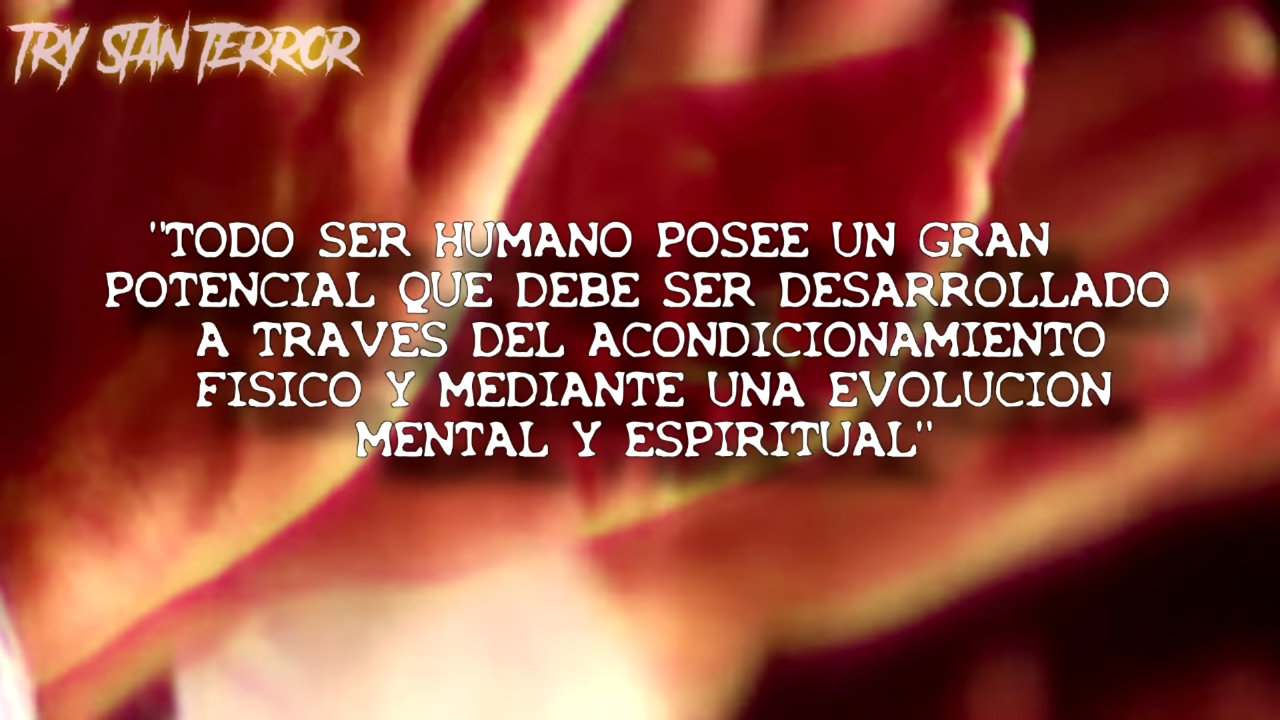 TRY STAN TERROR
"TODO SER HUMANO POSEE UN GRAN
POTENCIAL QUE DEBE SER DESARROLLADO
A TRAVES DEL ACONDICIONAMIENTO
FISICO Y MEDIANTE UNA EVOLUCION
MENTAL Y ESPIRITUAL"